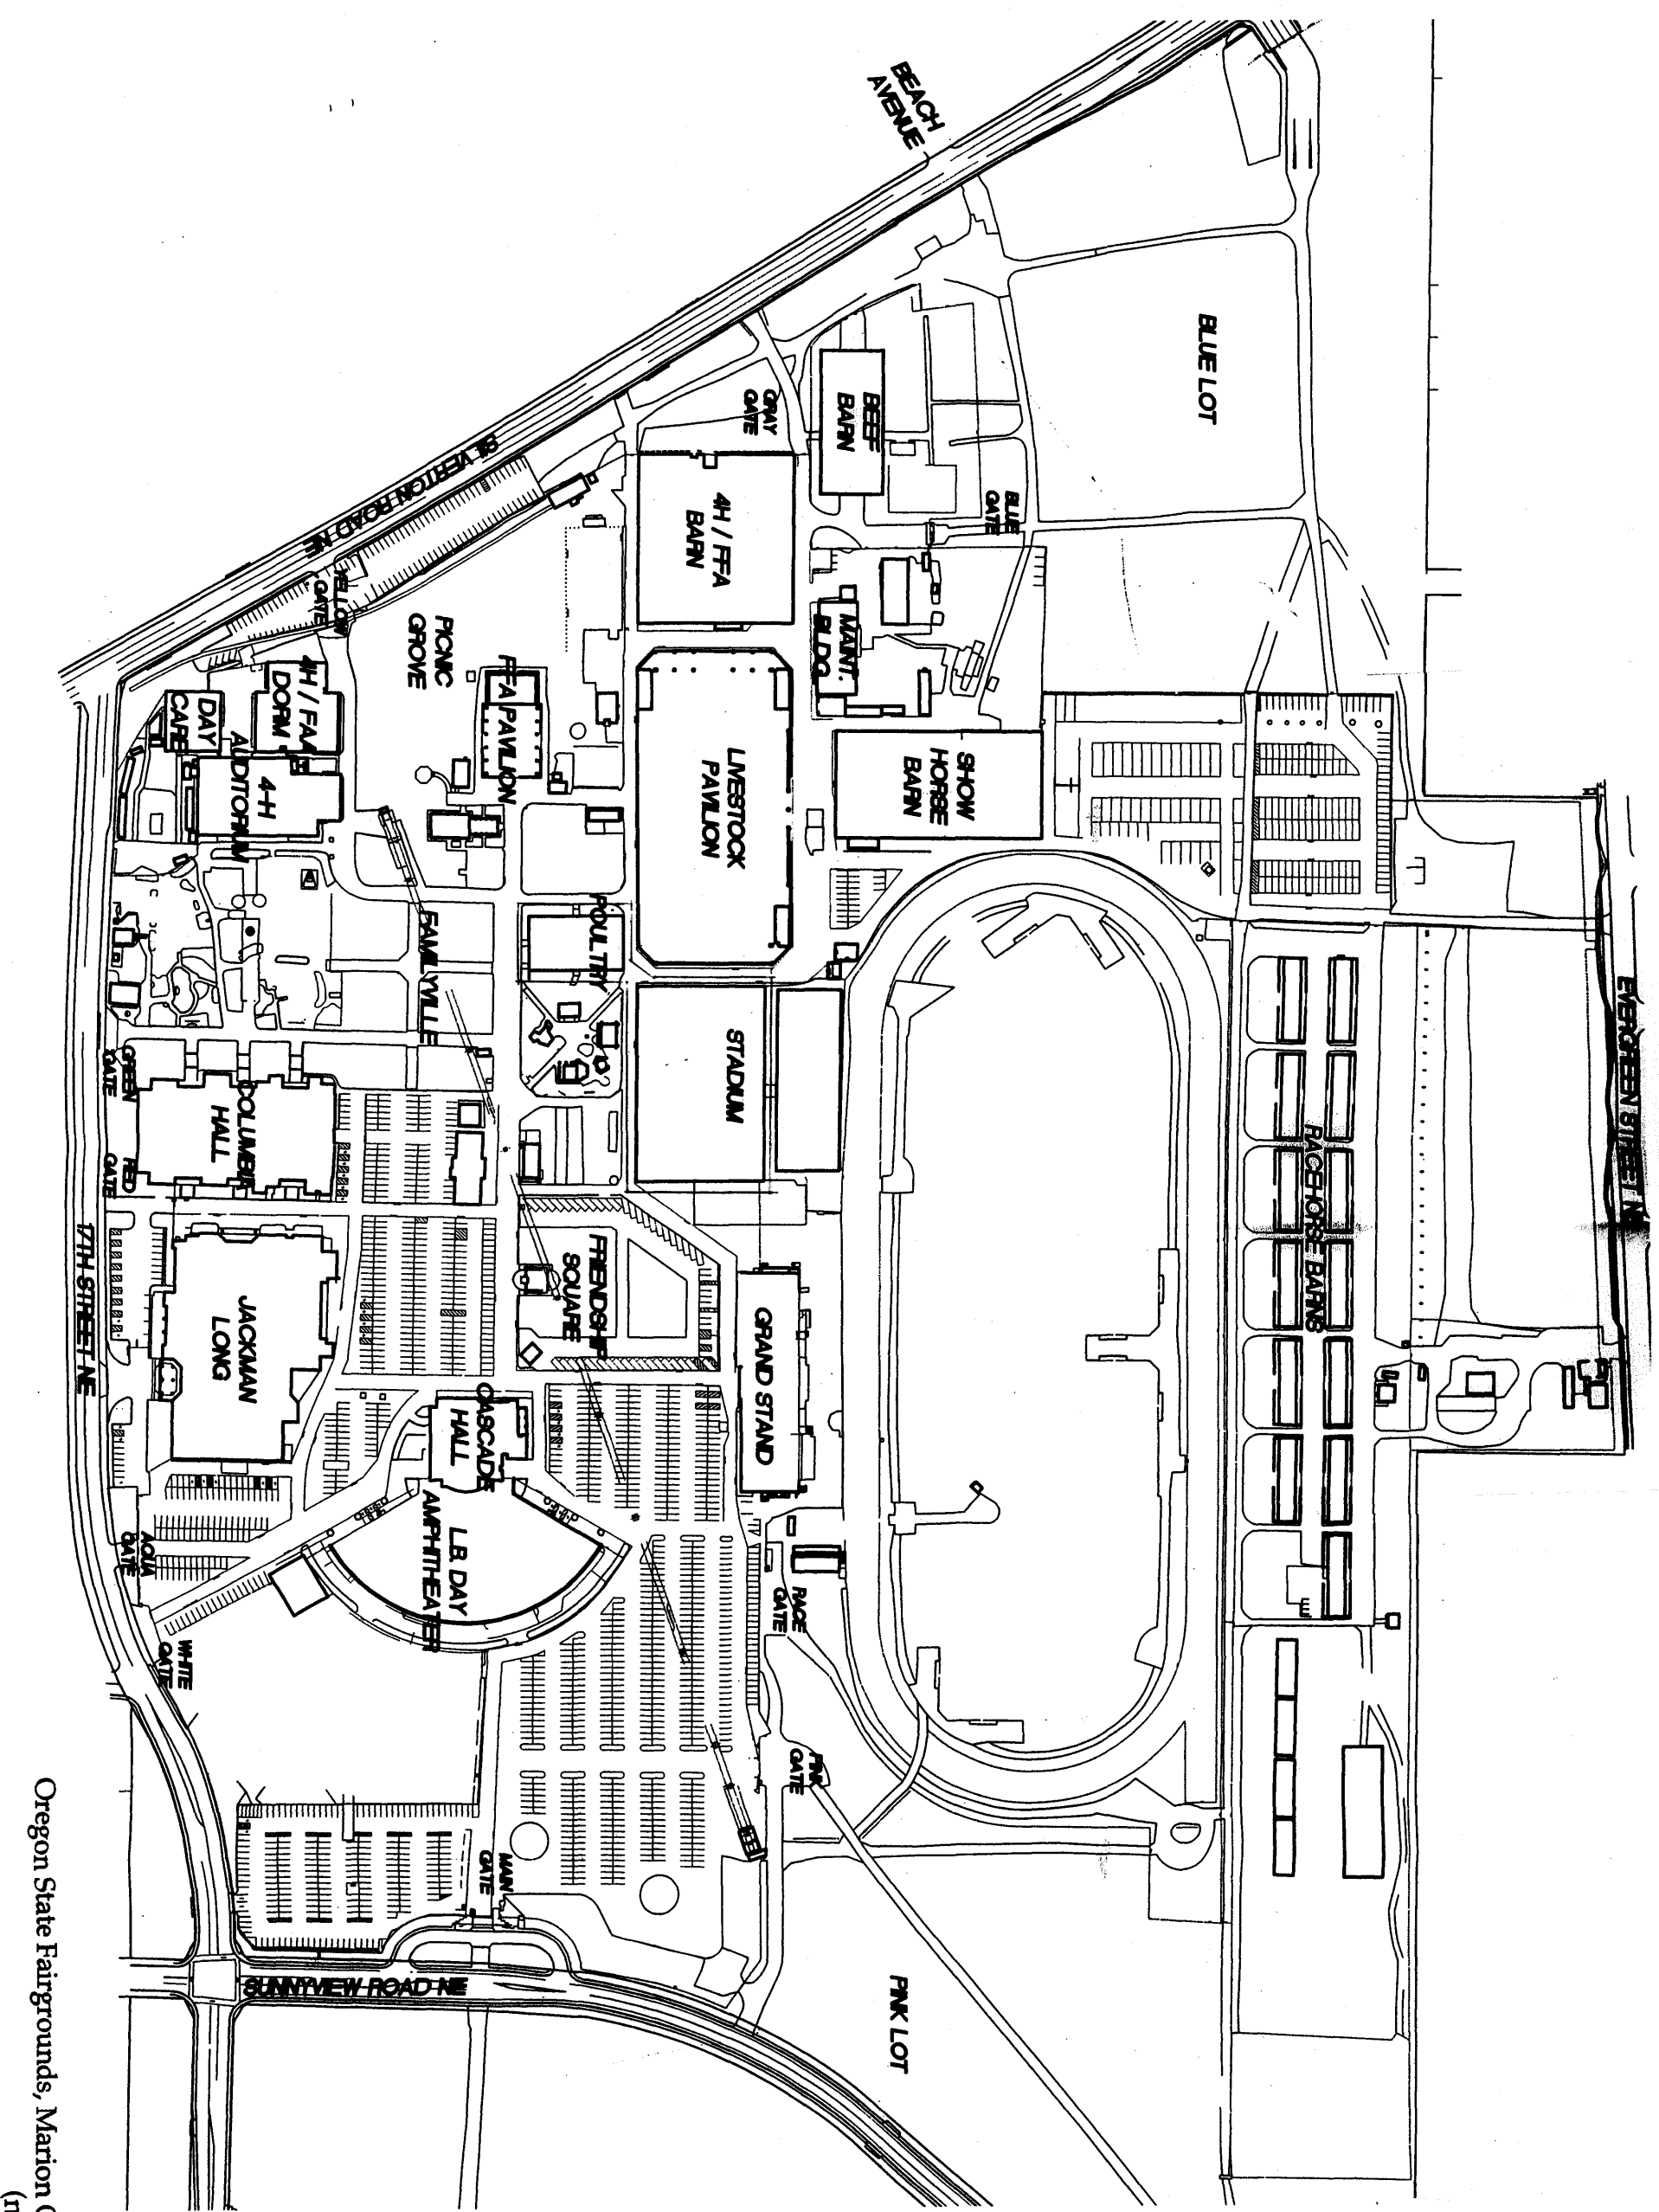 BEACH
AVENUE
BLUE LOT
GRAY
GATE
BEEF
BARN
BLUE
GATE
SILVERTON ROAD NE
4H / FFA
BARN
YELLOW
GATE
PICNIC
GROVE
MAINT.
BLDG.
4H / FAA
DORM
FFA PAVILION
DAY
CARE
4-H
AUDITORIUM
LIVESTOCK
PAVILION
SHOW
HORSE
BARN
POULTRY
FAMILYVILLE
EVERGREEN STREET NE
STADIUM
GREEN
GATE
COLUMBIA
HALL
RED
GATE
RACEHORSE BARNS
17TH STREET NE
FRIENDSHIP
SQUARE
JACKMAN
LONG
GRAND STAND
CASCADE
HALL
L.B. DAY
AMPHITHEATER
AQUA
GATE
RACE
GATE
WHITE
GATE
PINK
GATE
MAIN
GATE
SUNNYVIEW ROAD NE
PINK LOT
Oregon State Fairgrounds, Marion